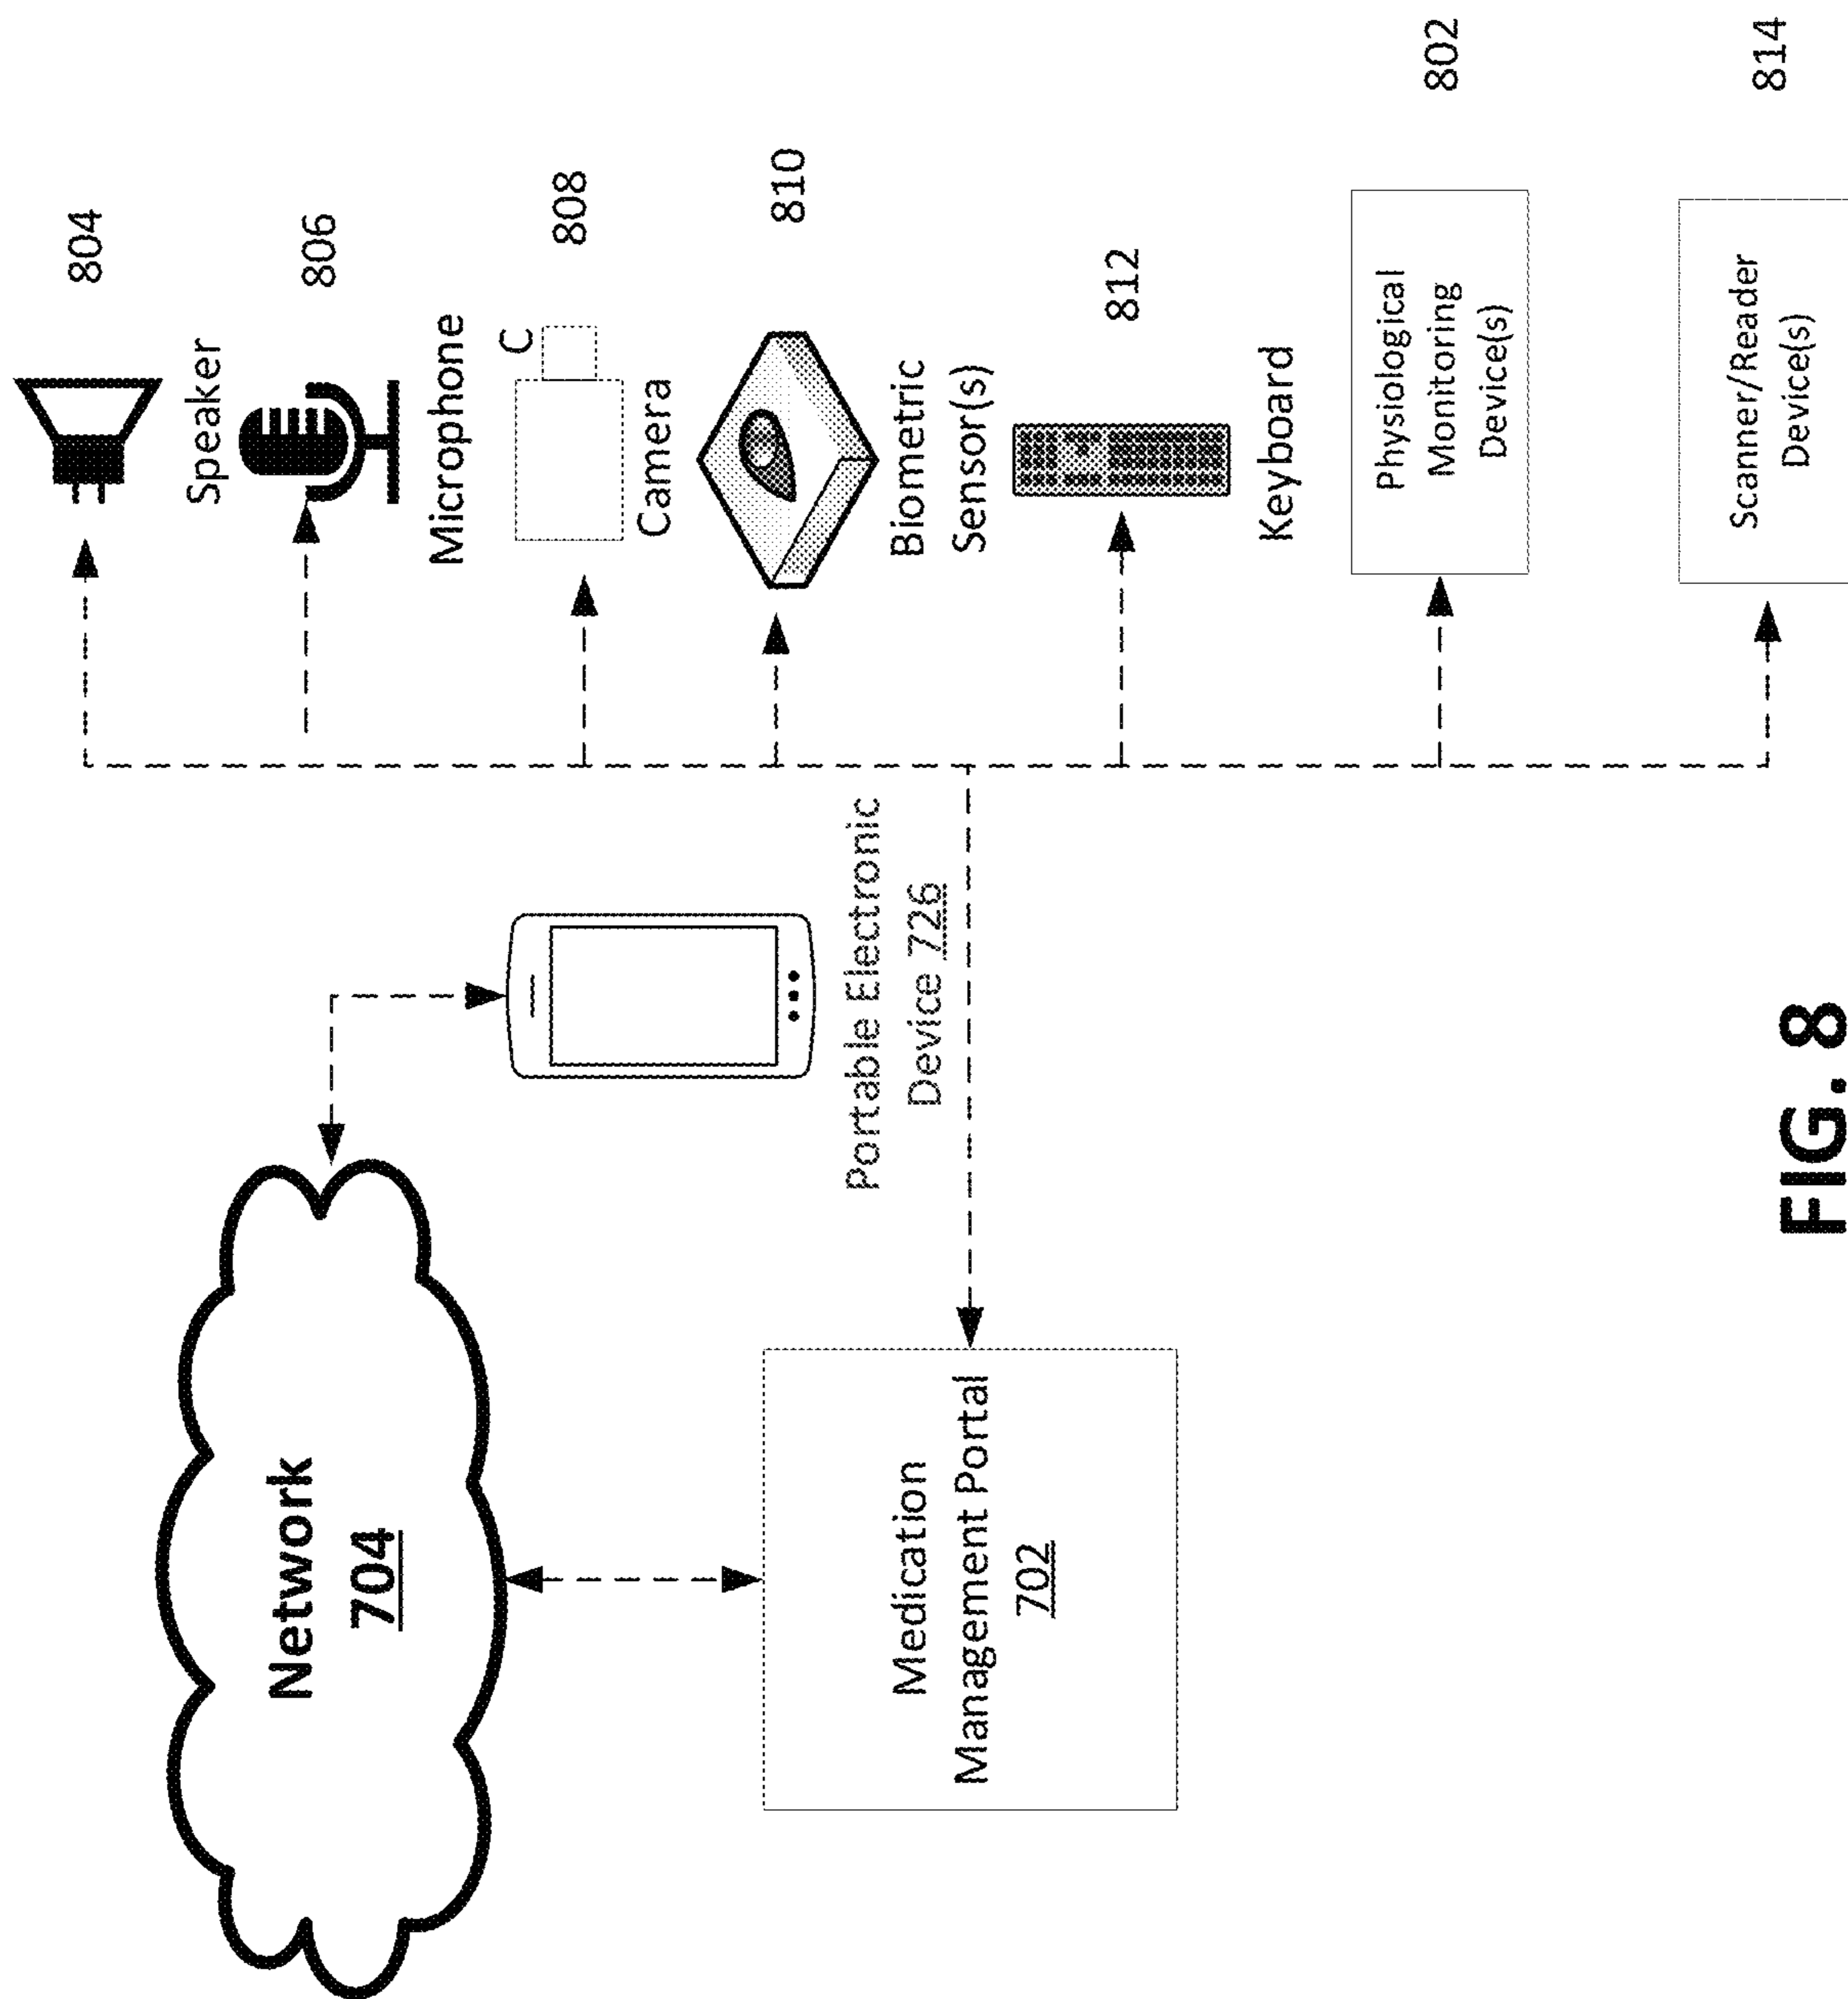 Network
704
Medication
Management Portal
702
Portable Electronic
Device 726
804
Speaker
806
Microphone
808
C
Camera
810
Biometric
Sensor(s)
812
Keyboard
802
Physiological
Monitoring
Device(s)
814
Scanner/Reader
Device(s)
FIG. 8